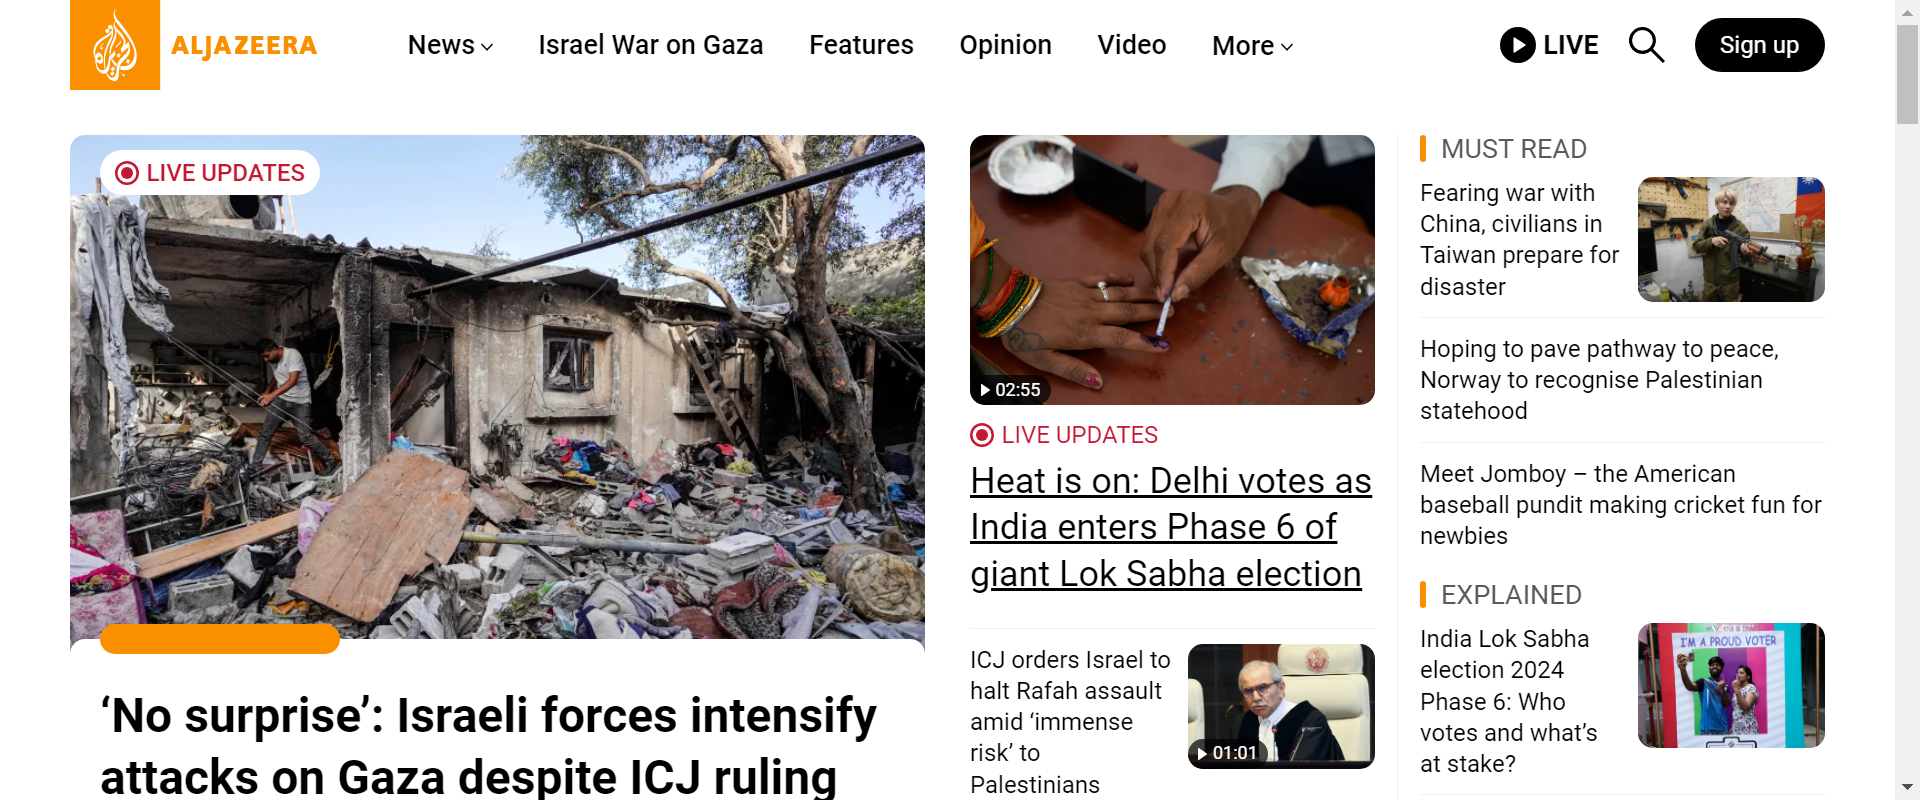 ALJAZEERA
News
Israel War on Gaza
Features
Opinion
Video
More
LIVE
Sign up
LIVE UPDATES
‘No surprise’: Israeli forces intensify
attacks on Gaza despite ICJ ruling
02:55
LIVE UPDATES
Heat is on: Delhi votes as
India enters Phase 6 of
giant Lok Sabha election
ICJ orders Israel to
halt Rafah assault
amid ‘immense
risk’ to
Palestinians
01:01
MUST READ
Fearing war with
China, civilians in
Taiwan prepare for
disaster
Hoping to pave pathway to peace,
Norway to recognise Palestinian
statehood
Meet Jomboy – the American
baseball pundit making cricket fun for
newbies
EXPLAINED
India Lok Sabha
election 2024
Phase 6: Who
votes and what’s
at stake?
I'M A PROUD VOTER